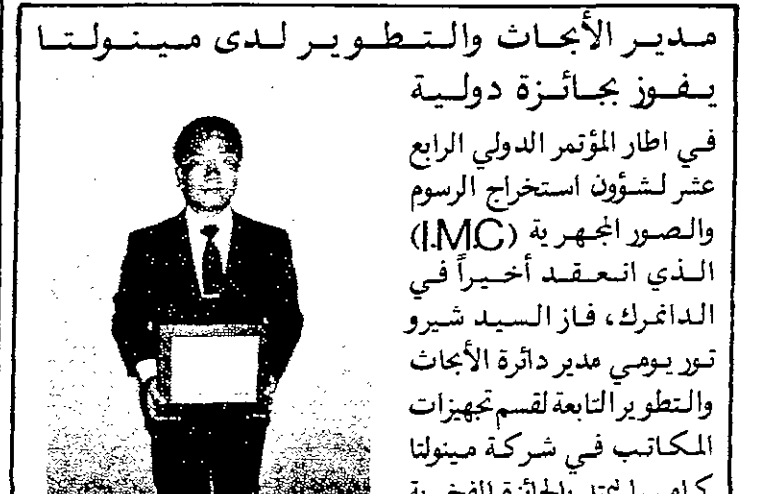 مدير الأبحاث والتطوير لدى مينولتا
يفوز بجائزة دولية
في اطار المؤتمر الدولي الرابع
عشر لشؤون استخراج الرسوم
والصور المجهرية (I.M.C)
الذي انعقد أخيراً في
الدانمرك، فاز السيد شيرو
توريومي مدير دائرة الأبحاث
والتطوير التابعة لقسم تجهيزات
المكاتب في شركة مينولتا